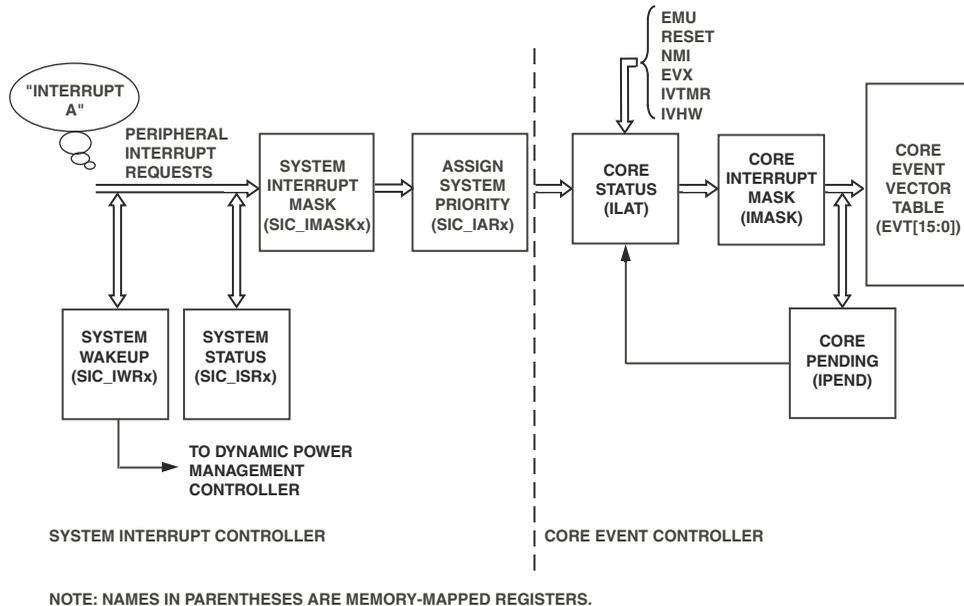 "INTERRUPT
A"
PERIPHERAL
INTERRUPT
REQUESTS
SYSTEM
INTERRUPT
MASK
(SIC_IMASKx)
ASSIGN
SYSTEM
PRIORITY
(SIC_IARx)
EMU
RESET
NMI
EVX
IVTMR
IVHW
CORE
STATUS
(ILAT)
CORE
INTERRUPT
MASK
(IMASK)
CORE
EVENT
VECTOR
TABLE
(EVT[15:0])
SYSTEM
WAKEUP
(SIC_IWRx)
SYSTEM
STATUS
(SIC_ISRx)
CORE
PENDING
(IPEND)
TO DYNAMIC POWER
MANAGEMENT
CONTROLLER
SYSTEM INTERRUPT CONTROLLER
CORE EVENT CONTROLLER
NOTE: NAMES IN PARENTHESES ARE MEMORY-MAPPED REGISTERS.